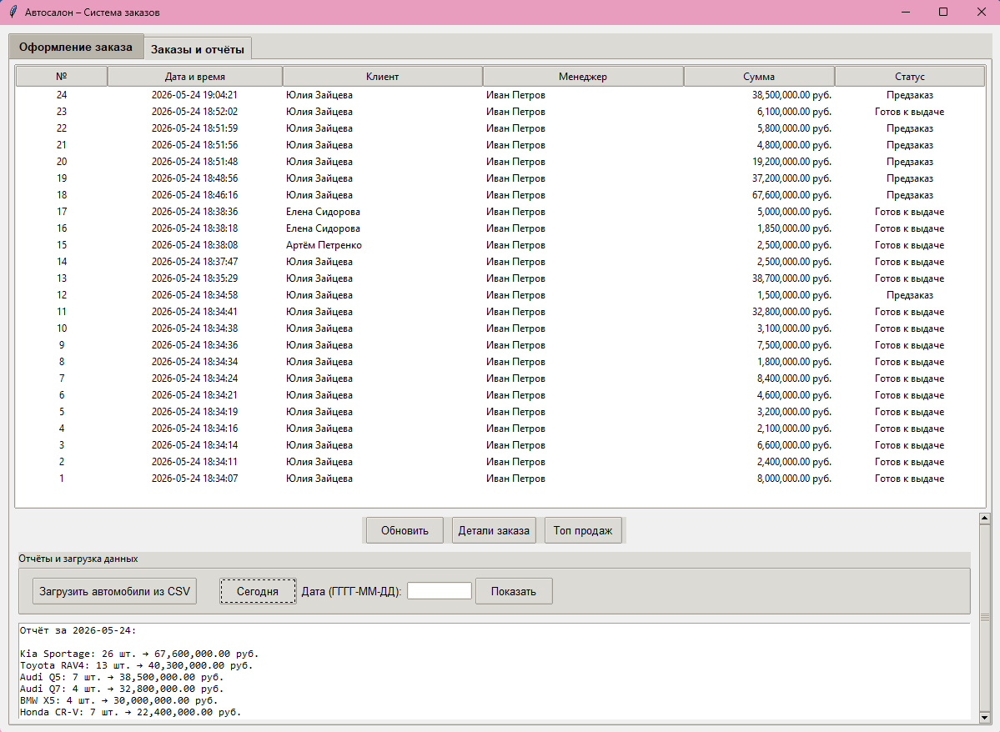 Автосалон – Система заказов
Оформление заказа Заказы и отчёты
№ Дата и время Клиент Менеджер Сумма Статус
24 2026-05-24 19:04:21 Юлия Зайцева Иван Петров 38,500,000.00 руб. Предзаказ
23 2026-05-24 18:52:02 Юлия Зайцева Иван Петров 6,100,000.00 руб. Готов к выдаче
22 2026-05-24 18:51:59 Юлия Зайцева Иван Петров 5,800,000.00 руб. Предзаказ
21 2026-05-24 18:51:56 Юлия Зайцева Иван Петров 4,800,000.00 руб. Предзаказ
20 2026-05-24 18:51:48 Юлия Зайцева Иван Петров 19,200,000.00 руб. Предзаказ
19 2026-05-24 18:48:56 Юлия Зайцева Иван Петров 37,200,000.00 руб. Предзаказ
18 2026-05-24 18:46:16 Юлия Зайцева Иван Петров 67,600,000.00 руб. Предзаказ
17 2026-05-24 18:38:36 Елена Сидорова Иван Петров 5,000,000.00 руб. Готов к выдаче
16 2026-05-24 18:38:18 Елена Сидорова Иван Петров 1,850,000.00 руб. Готов к выдаче
15 2026-05-24 18:38:08 Артём Петренко Иван Петров 2,500,000.00 руб. Готов к выдаче
14 2026-05-24 18:37:47 Юлия Зайцева Иван Петров 2,500,000.00 руб. Готов к выдаче
13 2026-05-24 18:35:29 Юлия Зайцева Иван Петров 38,700,000.00 руб. Готов к выдаче
12 2026-05-24 18:34:58 Юлия Зайцева Иван Петров 1,500,000.00 руб. Предзаказ
11 2026-05-24 18:34:41 Юлия Зайцева Иван Петров 32,800,000.00 руб. Готов к выдаче
10 2026-05-24 18:34:38 Юлия Зайцева Иван Петров 3,100,000.00 руб. Готов к выдаче
9 2026-05-24 18:34:36 Юлия Зайцева Иван Петров 7,500,000.00 руб. Готов к выдаче
8 2026-05-24 18:34:34 Юлия Зайцева Иван Петров 1,800,000.00 руб. Готов к выдаче
7 2026-05-24 18:34:24 Юлия Зайцева Иван Петров 8,400,000.00 руб. Готов к выдаче
6 2026-05-24 18:34:21 Юлия Зайцева Иван Петров 4,600,000.00 руб. Готов к выдаче
5 2026-05-24 18:34:19 Юлия Зайцева Иван Петров 3,200,000.00 руб. Готов к выдаче
4 2026-05-24 18:34:16 Юлия Зайцева Иван Петров 2,100,000.00 руб. Готов к выдаче
3 2026-05-24 18:34:14 Юлия Зайцева Иван Петров 6,600,000.00 руб. Готов к выдаче
2 2026-05-24 18:34:11 Юлия Зайцева Иван Петров 2,400,000.00 руб. Готов к выдаче
1 2026-05-24 18:34:07 Юлия Зайцева Иван Петров 8,000,000.00 руб. Готов к выдаче
Обновить Детали заказа Топ продаж
Отчёты и загрузка данных
Загрузить автомобили из CSV Сегодня Дата (ГГГГ-ММ-ДД): Показать
Отчёт за 2026-05-24:
Kia Sportage: 26 шт. → 67,600,000.00 руб.
Toyota RAV4: 13 шт. → 40,300,000.00 руб.
Audi Q5: 7 шт. → 38,500,000.00 руб.
Audi Q7: 4 шт. → 32,800,000.00 руб.
BMW X5: 4 шт. → 30,000,000.00 руб.
Honda CR-V: 7 шт. → 22,400,000.00 руб.